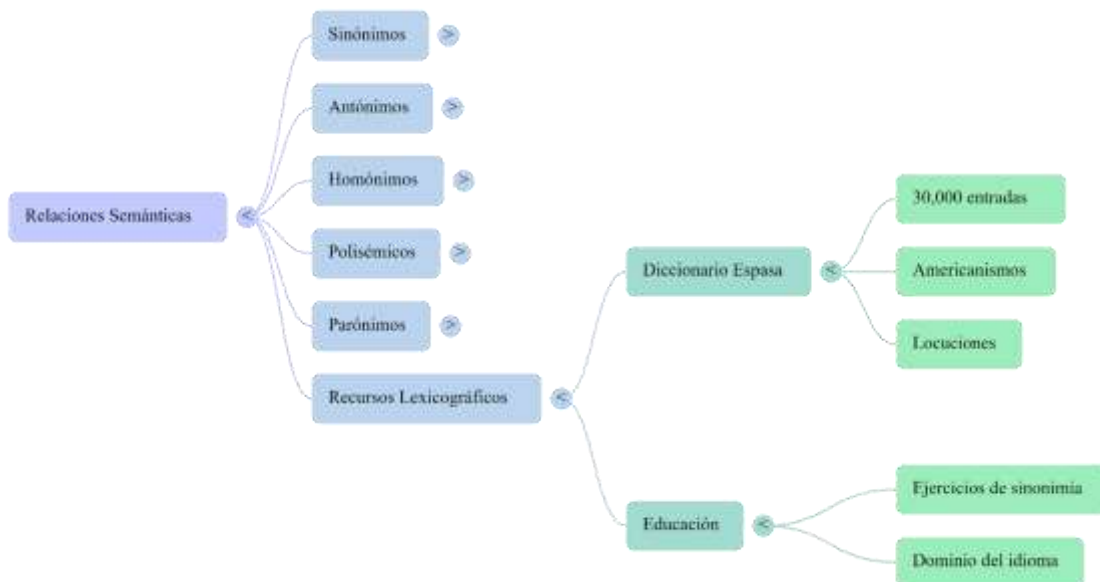 Relaciones Semánticas
Sinónimos
Antónimos
Homónimos
Polisémicos
Parónimos
Recursos Lexicográficos
Diccionario Espasa
30,000 entradas
Americanismos
Locuciones
Educación
Ejercicios de sinonimia
Dominio del idioma